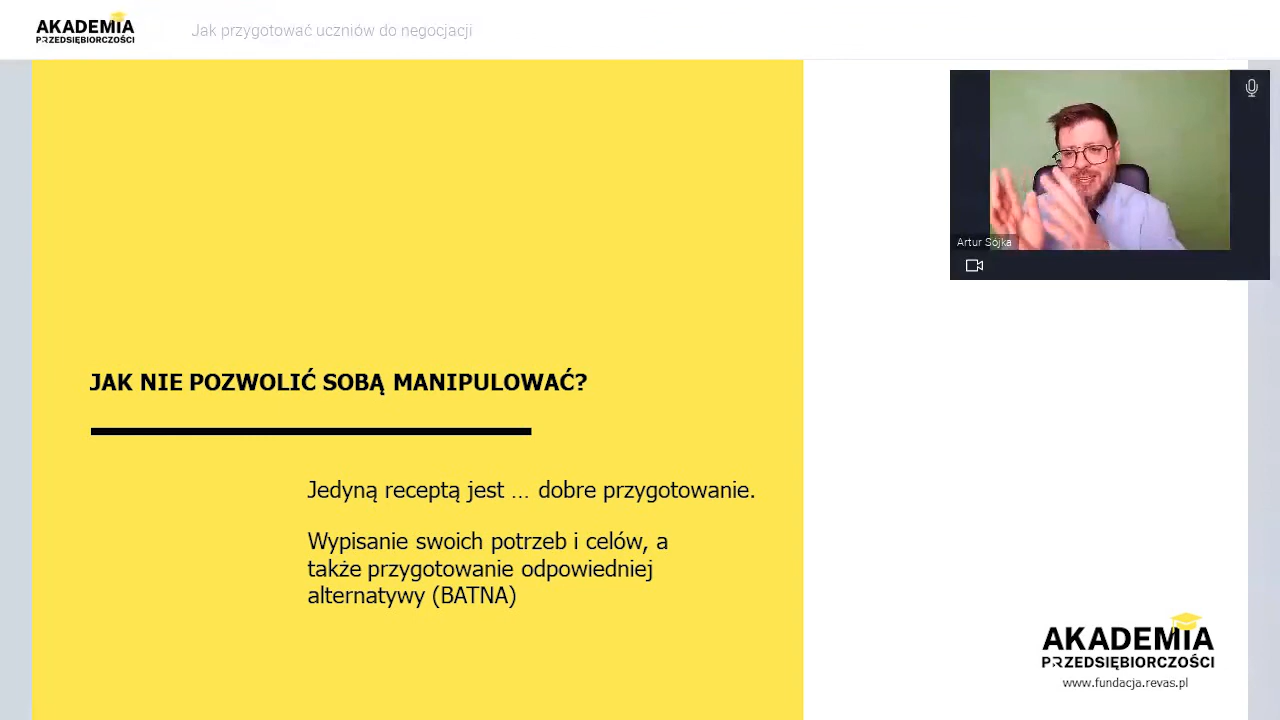 AKADEMIA
PRZEDSIĘBIORCZOŚCI
Jak przygotować uczniów do negocjacji
Artur Sójka
JAK NIE POZWOLIĆ SOBĄ MANIPULOWAĆ?
Jedyną receptą jest … dobre przygotowanie.
Wypisanie swoich potrzeb i celów, a
także przygotowanie odpowiedniej
alternatywy (BATNA)
AKADEMIA
PRZEDSIĘBIORCZOŚCI
www.fundacja.revas.pl